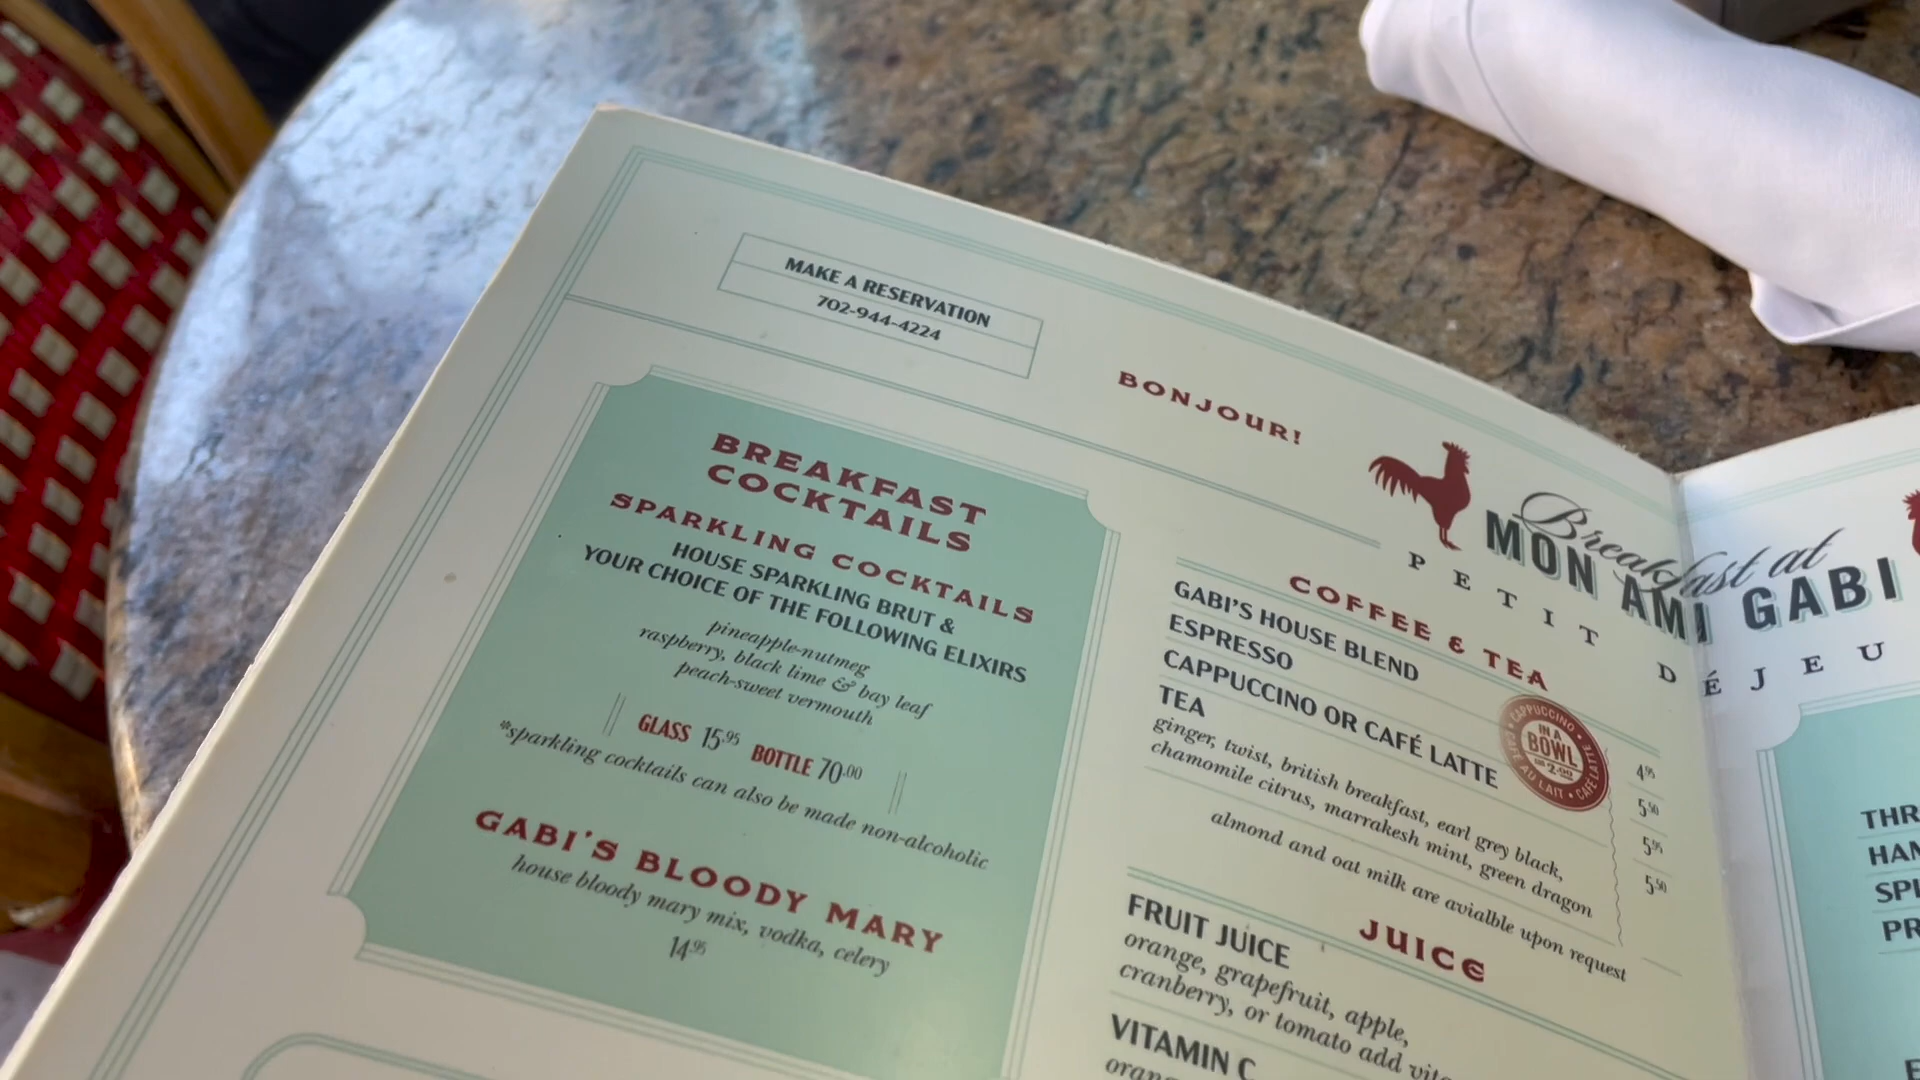 MAKE A RESERVATION
702-944-4224
BONJOUR!
Breakfast at
MON AMI GABI
PETIT DÉJEU
BREAKFAST
COCKTAILS
SPARKLING COCKTAILS
HOUSE SPARKLING BRUT &
YOUR CHOICE OF THE FOLLOWING ELIXIRS
pineapple-nutmeg
raspberry, black lime & bay leaf
peach-sweet vermouth
GLASS 15.95 BOTTLE 70.00
*sparkling cocktails can also be made non-alcoholic
GABI'S BLOODY MARY
house bloody mary mix, vodka, celery
14.95
COFFEE & TEA
GABI'S HOUSE BLEND 4.95
ESPRESSO 5.50
CAPPUCCINO OR CAFÉ LATTE 5.95
TEA 5.50
ginger, twist, british breakfast, earl grey black,
chamomile citrus, marrakesh mint, green dragon
almond and oat milk are avialble upon request
CAPPUCCINO • CAFÉ LATTE • CAFÉ AU LAIT •
IN A
BOWL
2.00
JUICE
FRUIT JUICE
orange, grapefruit, apple,
cranberry, or tomato add vit
VITAMIN C
oran
THR
HAM
SPI
PR